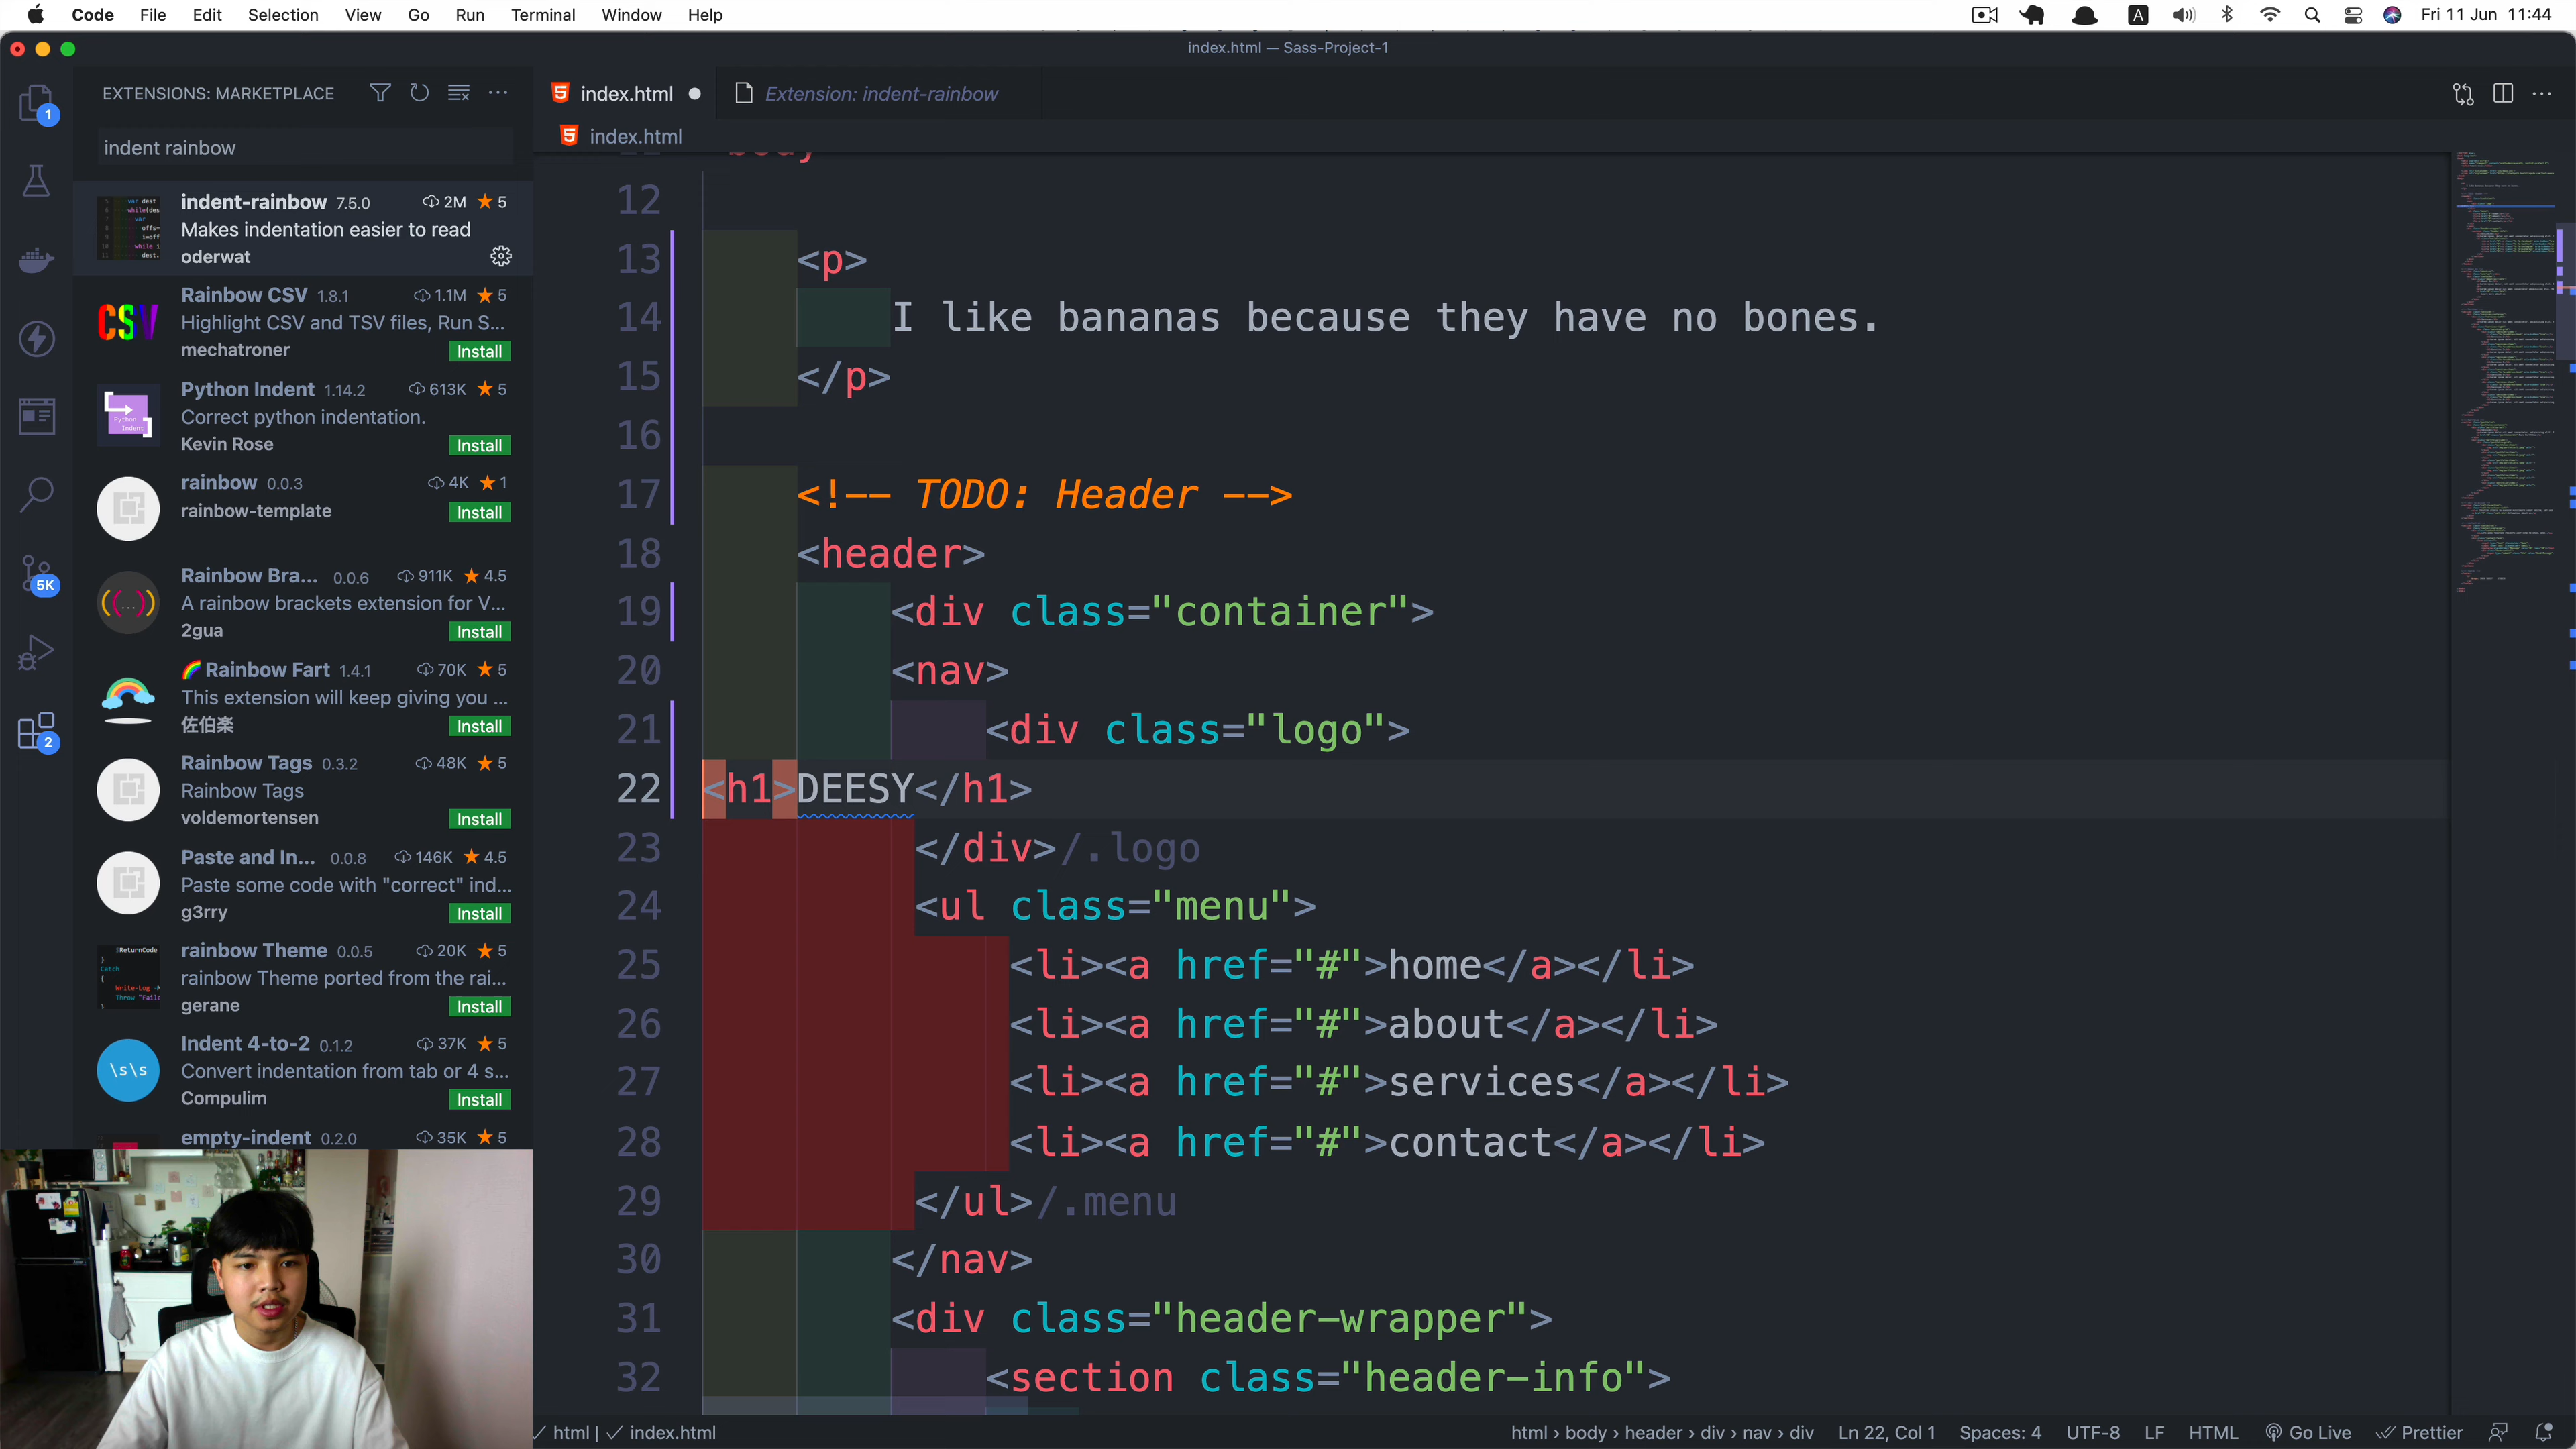 Code File Edit Selection View Go Run Terminal Window Help
A Fri 11 Jun 11:44
index.html — Sass-Project-1
EXTENSIONS: MARKETPLACE
index.html
Extension: indent-rainbow
1
index.html
indent rainbow
indent-rainbow 7.5.0 2M 5
Makes indentation easier to read
oderwat
Rainbow CSV 1.8.1 1.1M 5
Highlight CSV and TSV files, Run S...
mechatroner Install
CSV
Python Indent 1.14.2 613K 5
Correct python indentation.
Kevin Rose Install
Python
Indent
rainbow 0.0.3 4K 1
rainbow-template Install
Rainbow Bra... 0.0.6 911K 4.5
A rainbow brackets extension for V...
2gua Install
(...)
5K
Rainbow Fart 1.4.1 70K 5
This extension will keep giving you ...
佐伯楽 Install
2
Rainbow Tags 0.3.2 48K 5
Rainbow Tags
voldemortensen Install
Paste and In... 0.0.8 146K 4.5
Paste some code with "correct" ind...
g3rry Install
rainbow Theme 0.0.5 20K 5
rainbow Theme ported from the rai...
gerane Install
Indent 4-to-2 0.1.2 37K 5
Convert indentation from tab or 4 s...
Compulim Install
\s\s
empty-indent 0.2.0 35K 5
body
12
13 <p>
14 I like bananas because they have no bones.
15 </p>
16
17 <!-- TODO: Header -->
18 <header>
19 <div class="container">
20 <nav>
21 <div class="logo">
22 <h1>DEESY</h1>
23 </div>/.logo
24 <ul class="menu">
25 <li><a href="#">home</a></li>
26 <li><a href="#">about</a></li>
27 <li><a href="#">services</a></li>
28 <li><a href="#">contact</a></li>
29 </ul>/.menu
30 </nav>
31 <div class="header-wrapper">
32 <section class="header-info">
html | index.html
html › body › header › div › nav › div Ln 22, Col 1 Spaces: 4 UTF-8 LF HTML Go Live Prettier